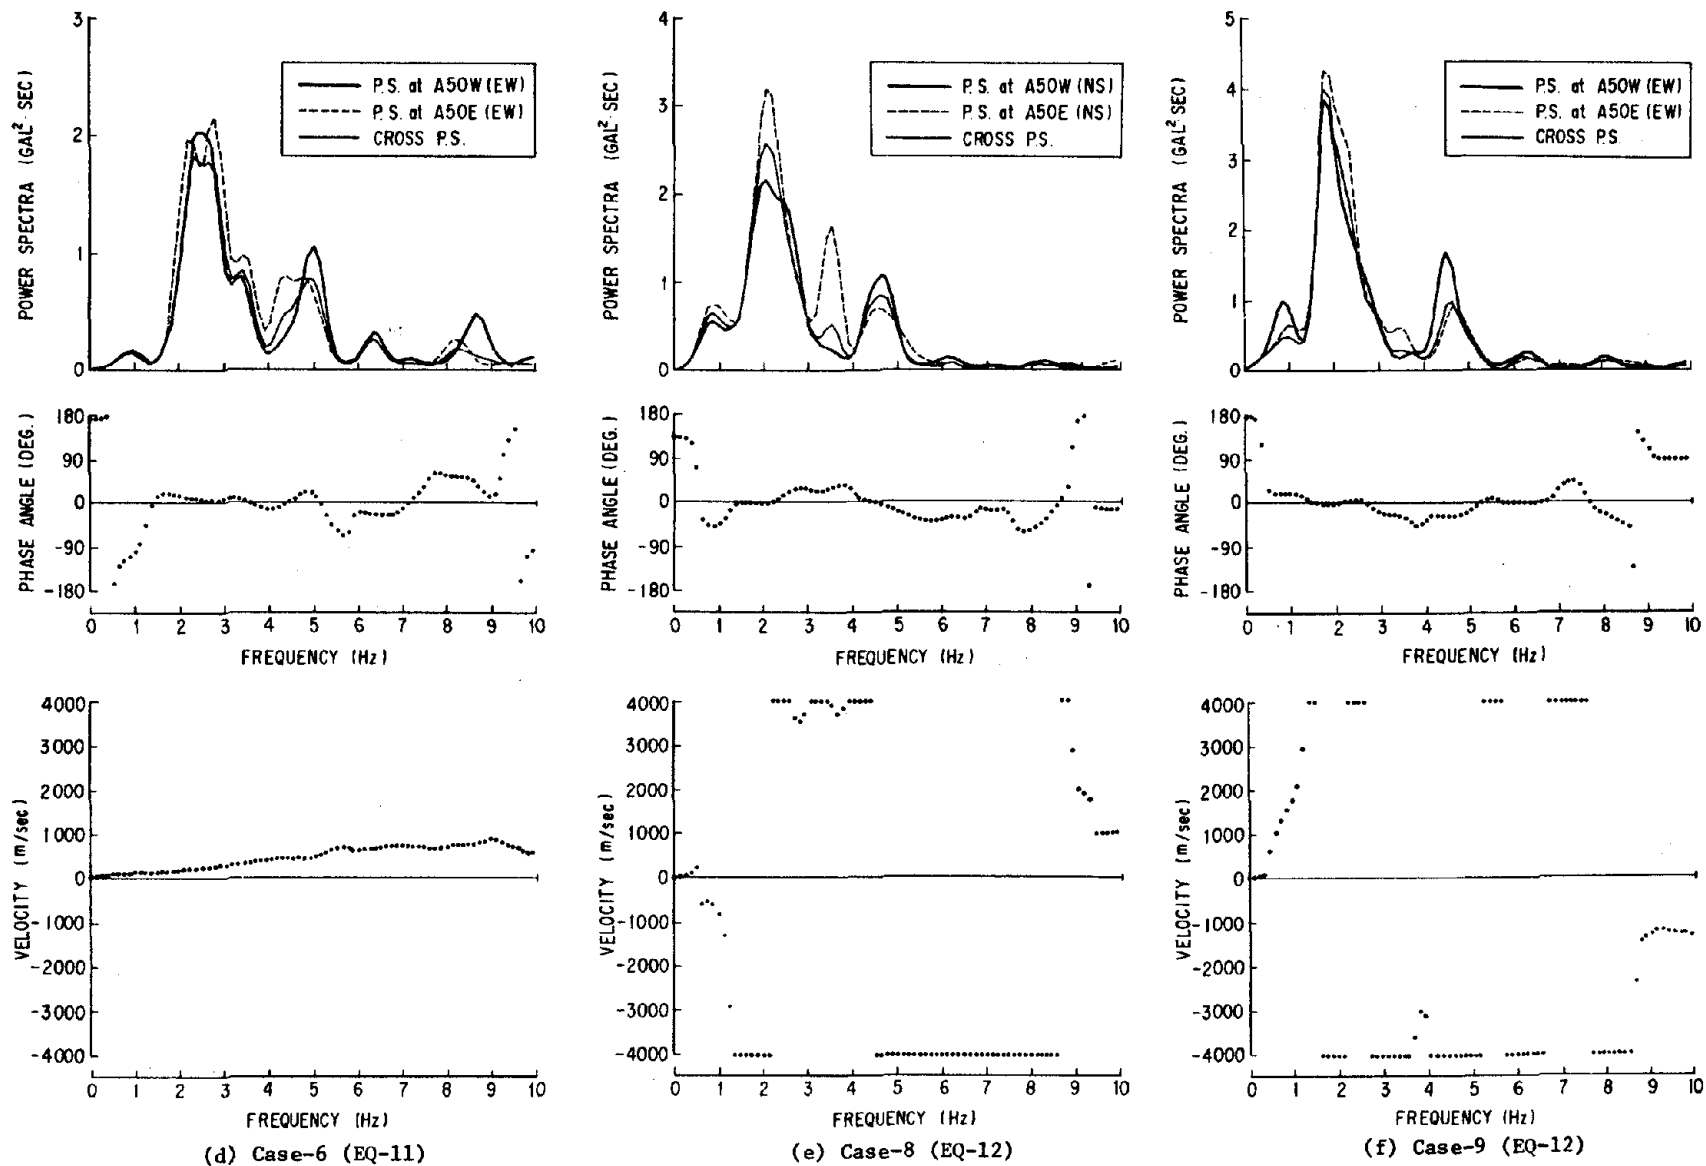 3
2
1
0
POWER SPECTRA (GAL²·SEC)
P.S. at A50W (EW)
P.S. at A50E (EW)
CROSS P.S.
180
90
0
-90
-180
PHASE ANGLE (DEG.)
0 1 2 3 4 5 6 7 8 9 10
FREQUENCY (Hz)
4000
3000
2000
1000
0
-1000
-2000
-3000
-4000
VELOCITY (m/sec)
0 1 2 3 4 5 6 7 8 9 10
FREQUENCY (Hz)
(d) Case-6 (EQ-11)
4
3
2
1
0
POWER SPECTRA (GAL²·SEC)
P.S. at A50W (NS)
P.S. at A50E (NS)
CROSS P.S.
180
90
0
-90
-180
PHASE ANGLE (DEG.)
0 1 2 3 4 5 6 7 8 9 10
FREQUENCY (Hz)
4000
3000
2000
1000
0
-1000
-2000
-3000
-4000
VELOCITY (m/sec)
0 1 2 3 4 5 6 7 8 9 10
FREQUENCY (Hz)
(e) Case-8 (EQ-12)
5
4
3
2
1
0
POWER SPECTRA (GAL²·SEC)
P.S. at A50W (EW)
P.S. at A50E (EW)
CROSS P.S.
180
90
0
-90
-180
PHASE ANGLE (DEG.)
0 1 2 3 4 5 6 7 8 9 10
FREQUENCY (Hz)
4000
3000
2000
1000
0
-1000
-2000
-3000
-4000
VELOCITY (m/sec)
0 1 2 3 4 5 6 7 8 9 10
FREQUENCY (Hz)
(f) Case-9 (EQ-12)